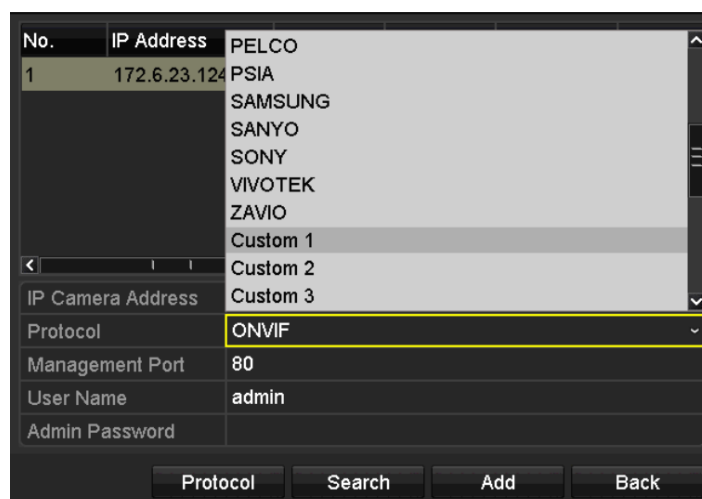 No. IP Address
1 172.6.23.124
PELCO
PSIA
SAMSUNG
SANYO
SONY
VIVOTEK
ZAVIO
Custom 1
Custom 2
Custom 3
IP Camera Address
Protocol ONVIF
Management Port 80
User Name admin
Admin Password
Protocol Search Add Back